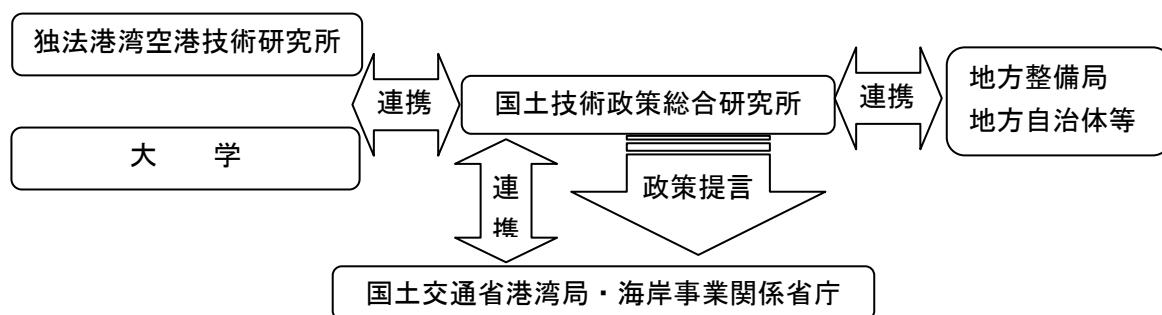 独法港湾空港技術研究所
大　　学
連携
国土技術政策総合研究所
連携
地方整備局
地方自治体等
連
携
政策提言
国土交通省港湾局・海岸事業関係省庁